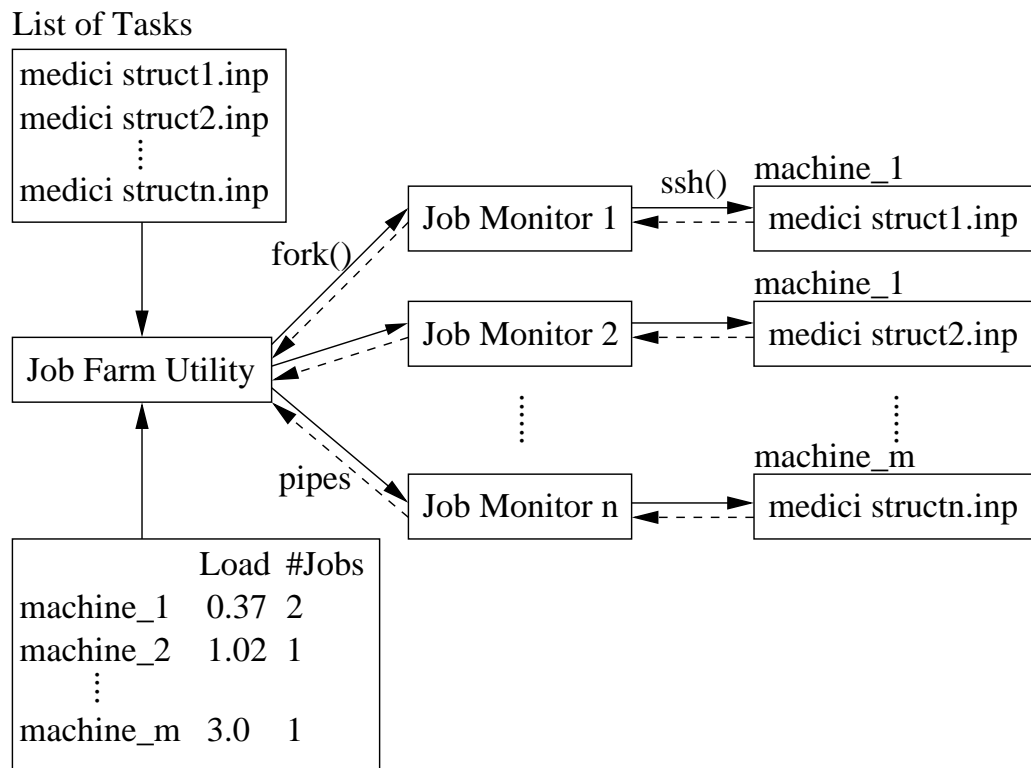 List of Tasks
medici struct1.inp
medici struct2.inp
medici structn.inp
Job Farm Utility
Load #Jobs
machine_1 0.37 2
machine_2 1.02 1
machine_m 3.0 1
fork()
pipes
Job Monitor 1
Job Monitor 2
Job Monitor n
ssh()
machine_1
medici struct1.inp
machine_1
medici struct2.inp
machine_m
medici structn.inp